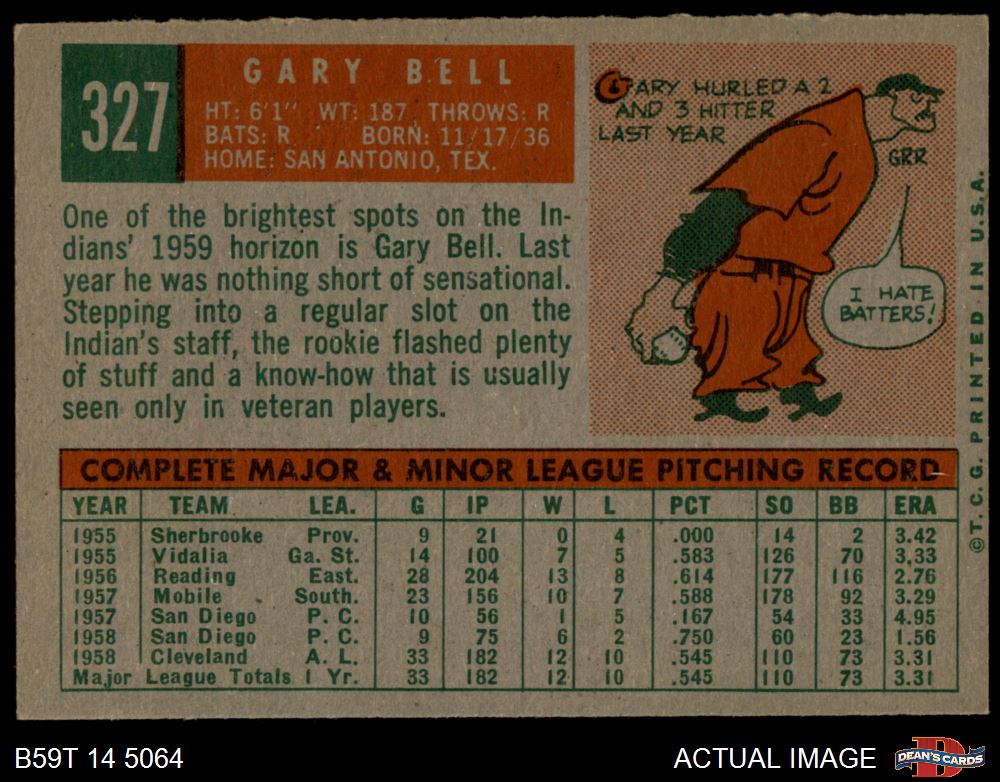 327
GARY BELL
HT: 6'1" WT: 187 THROWS: R
BATS: R BORN: 11/17/36
HOME: SAN ANTONIO, TEX.
One of the brightest spots on the In-
dians' 1959 horizon is Gary Bell. Last
year he was nothing short of sensational.
Stepping into a regular slot on the
Indian's staff, the rookie flashed plenty
of stuff and a know-how that is usually
seen only in veteran players.
GARY HURLED A 2
AND 3 HITTER
LAST YEAR
GRR
I HATE
BATTERS!
COMPLETE MAJOR & MINOR LEAGUE PITCHING RECORD
YEAR TEAM LEA. G IP W L PCT SO BB ERA
1955 Sherbrooke Prov. 9 21 0 4 .000 14 2 3.42
1955 Vidalia Ga. St. 14 100 7 5 .583 126 70 3.33
1956 Reading East. 28 204 13 8 .614 177 116 2.76
1957 Mobile South. 23 156 10 7 .588 178 92 3.29
1957 San Diego P. C. 10 56 1 5 .167 54 33 4.95
1958 San Diego P. C. 9 75 6 2 .750 60 23 1.56
1958 Cleveland A. L. 33 182 12 10 .545 110 73 3.31
Major League Totals 1 Yr. 33 182 12 10 .545 110 73 3.31
© T. C. G. PRINTED IN U.S.A.
B59T 14 5064
ACTUAL IMAGE
D
DEAN'S CARDS